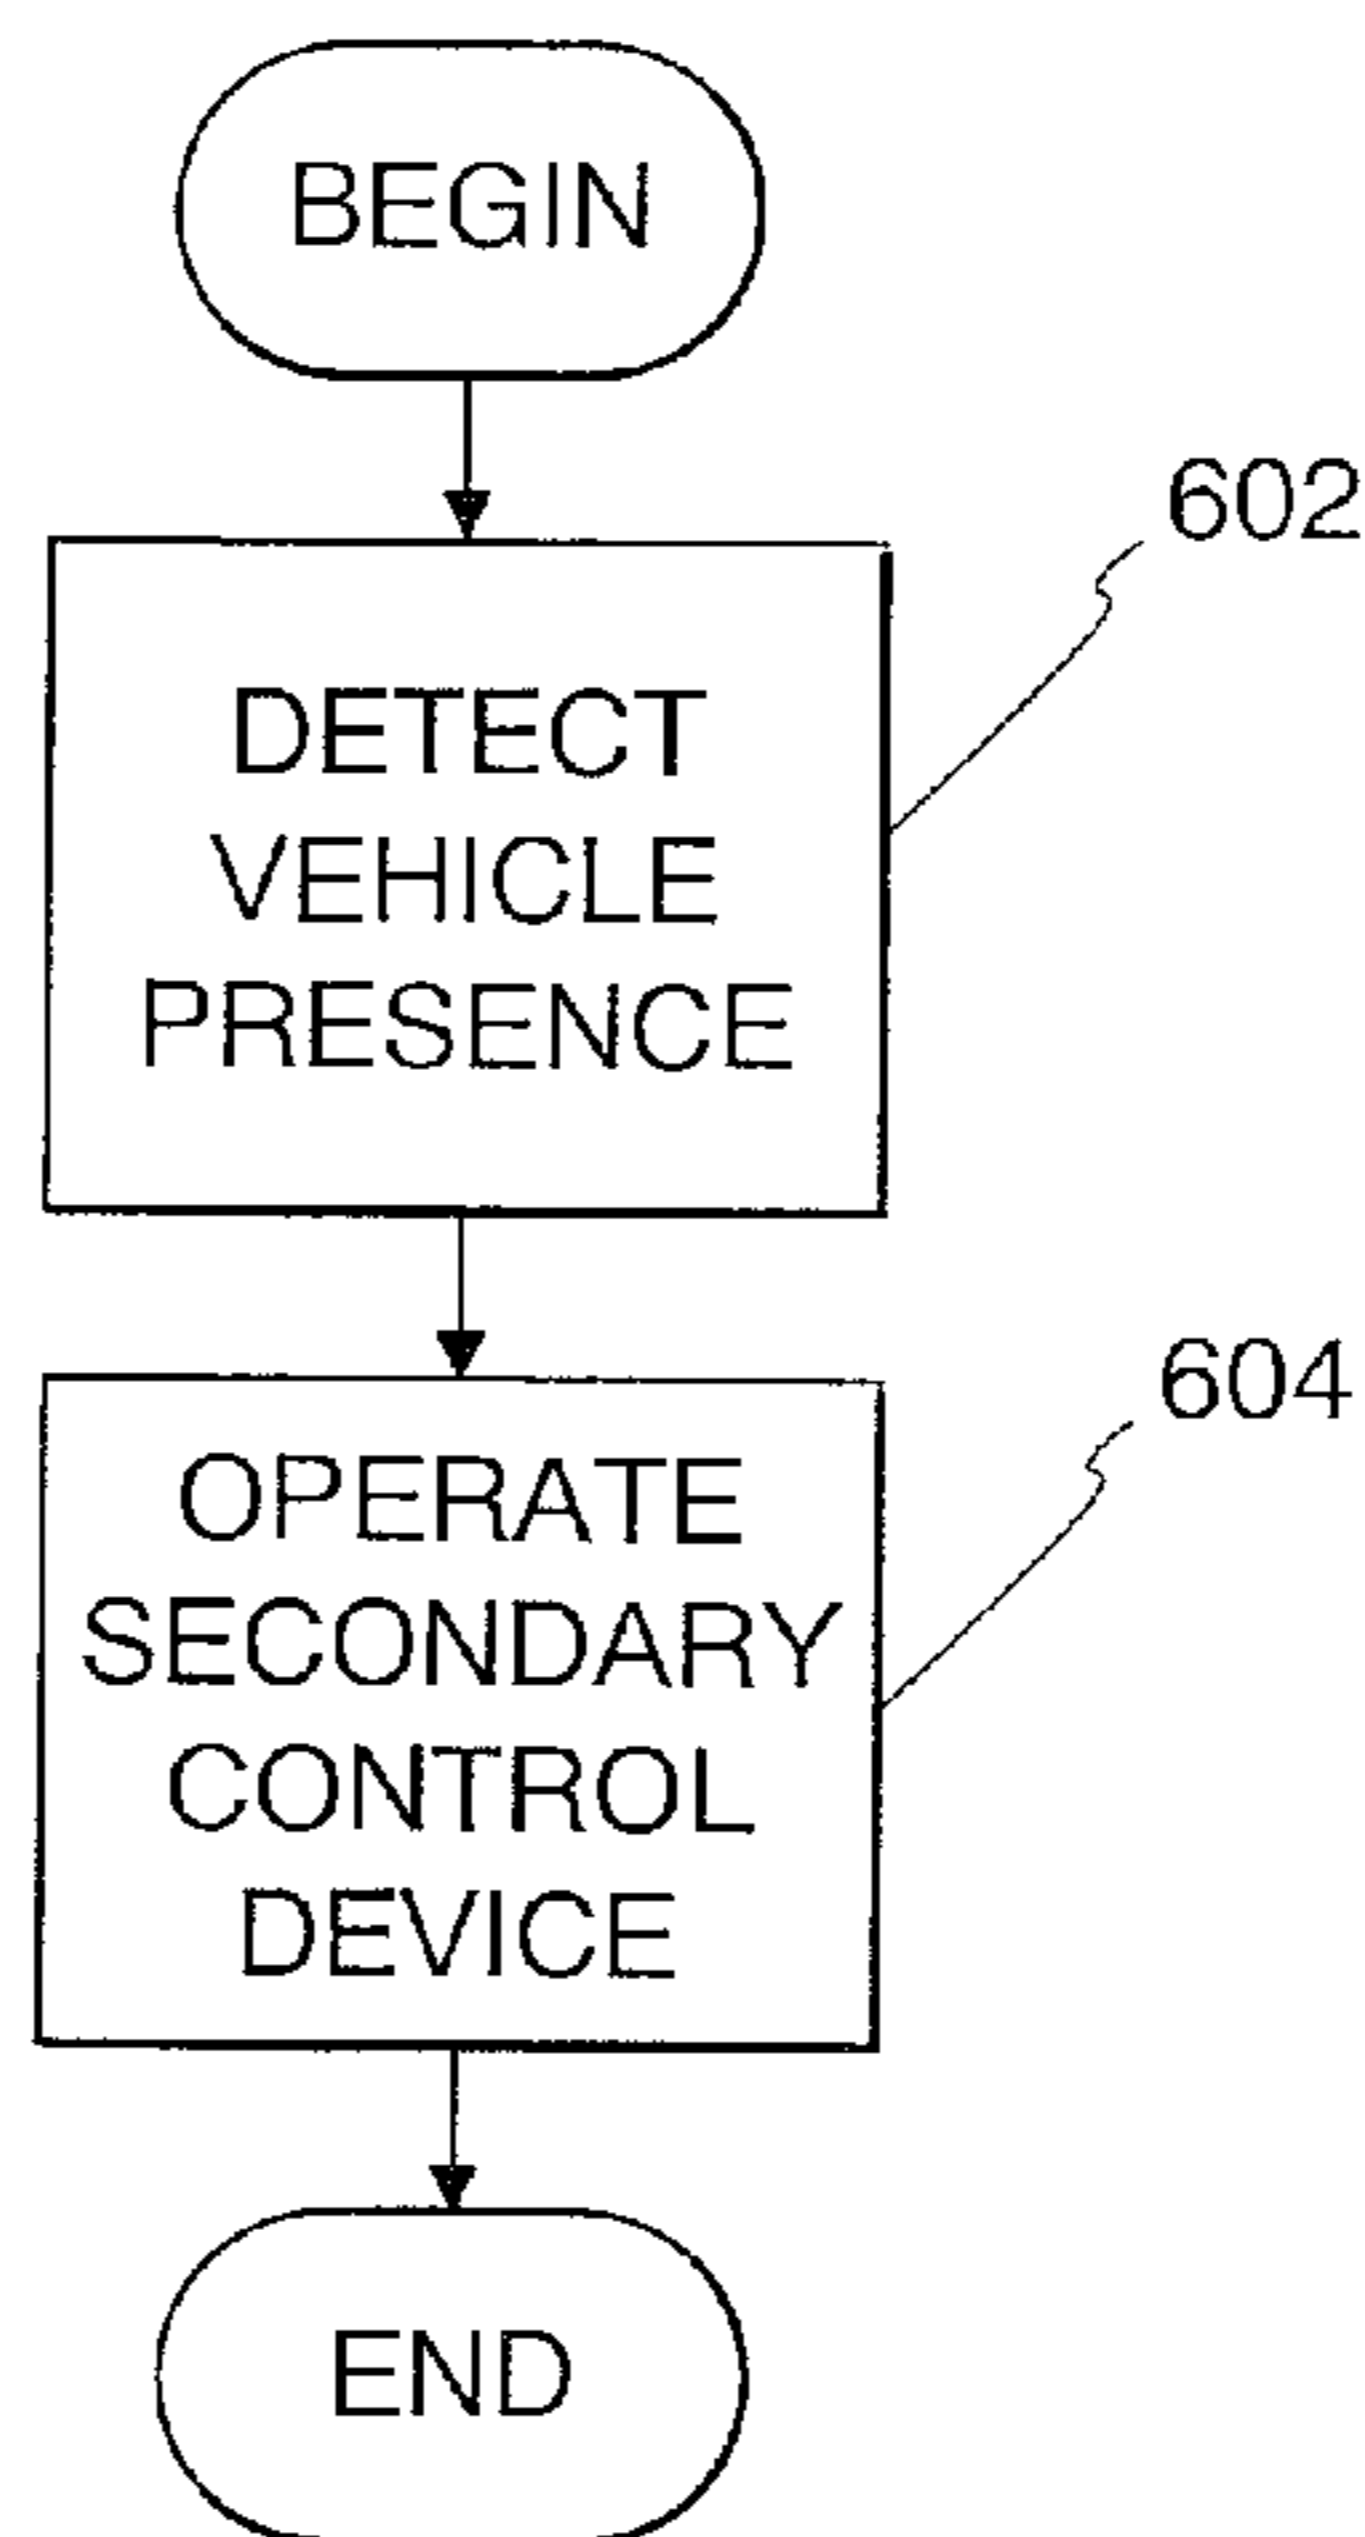 BEGIN
602
DETECT
VEHICLE
PRESENCE
604
OPERATE
SECONDARY
CONTROL
DEVICE
END